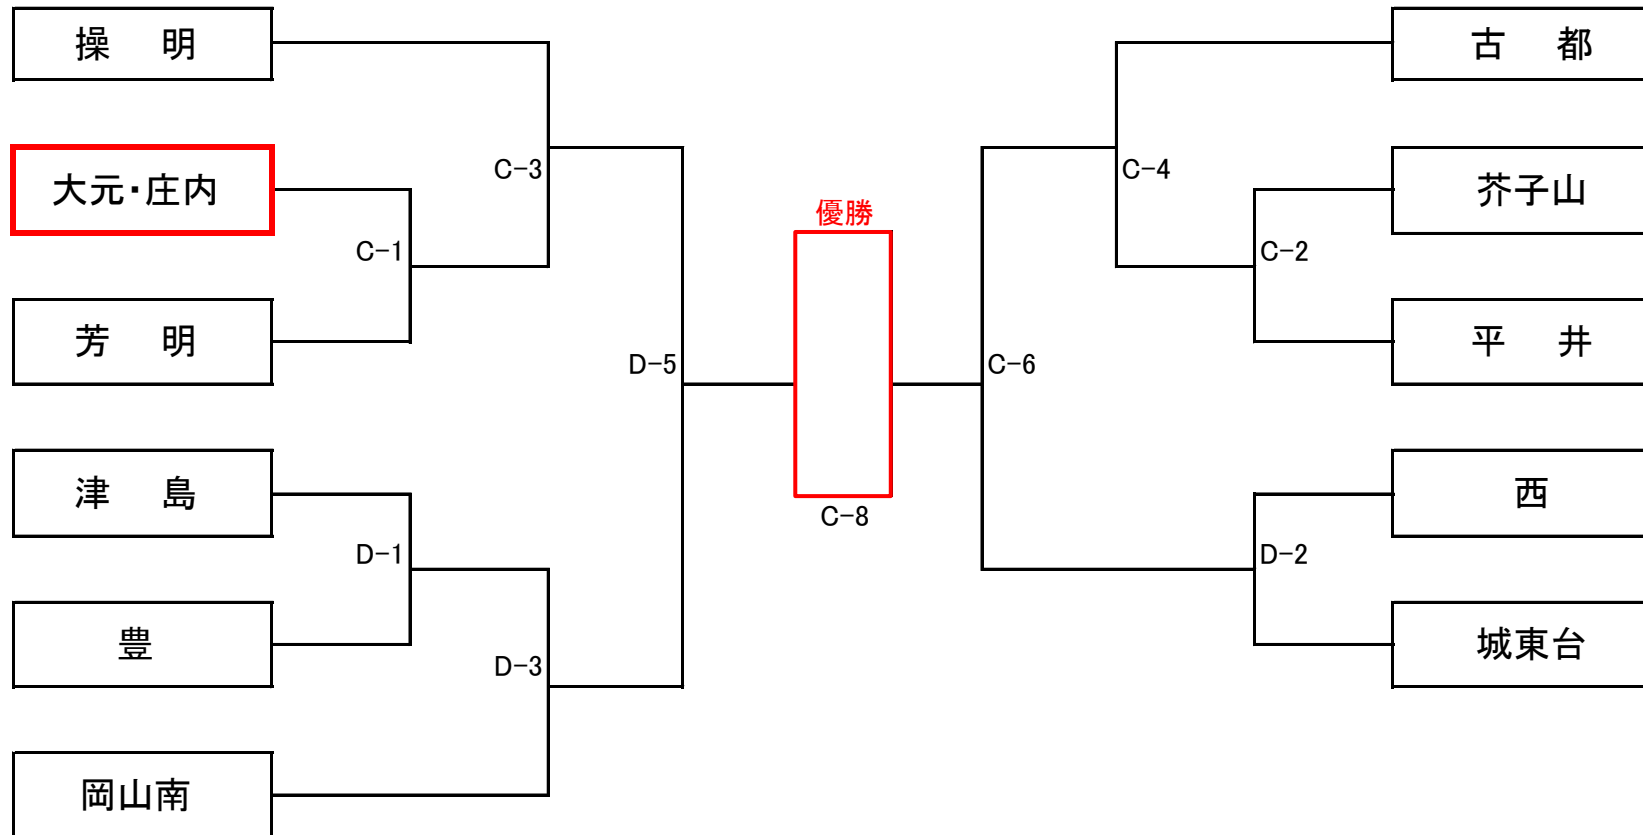 操 明
古 都
C-3
C-4
大元・庄内
芥子山
優勝
C-1
C-2
芳 明
平 井
D-5
C-6
津 島
西
C-8
D-1
D-2
豊
城東台
D-3
岡山南